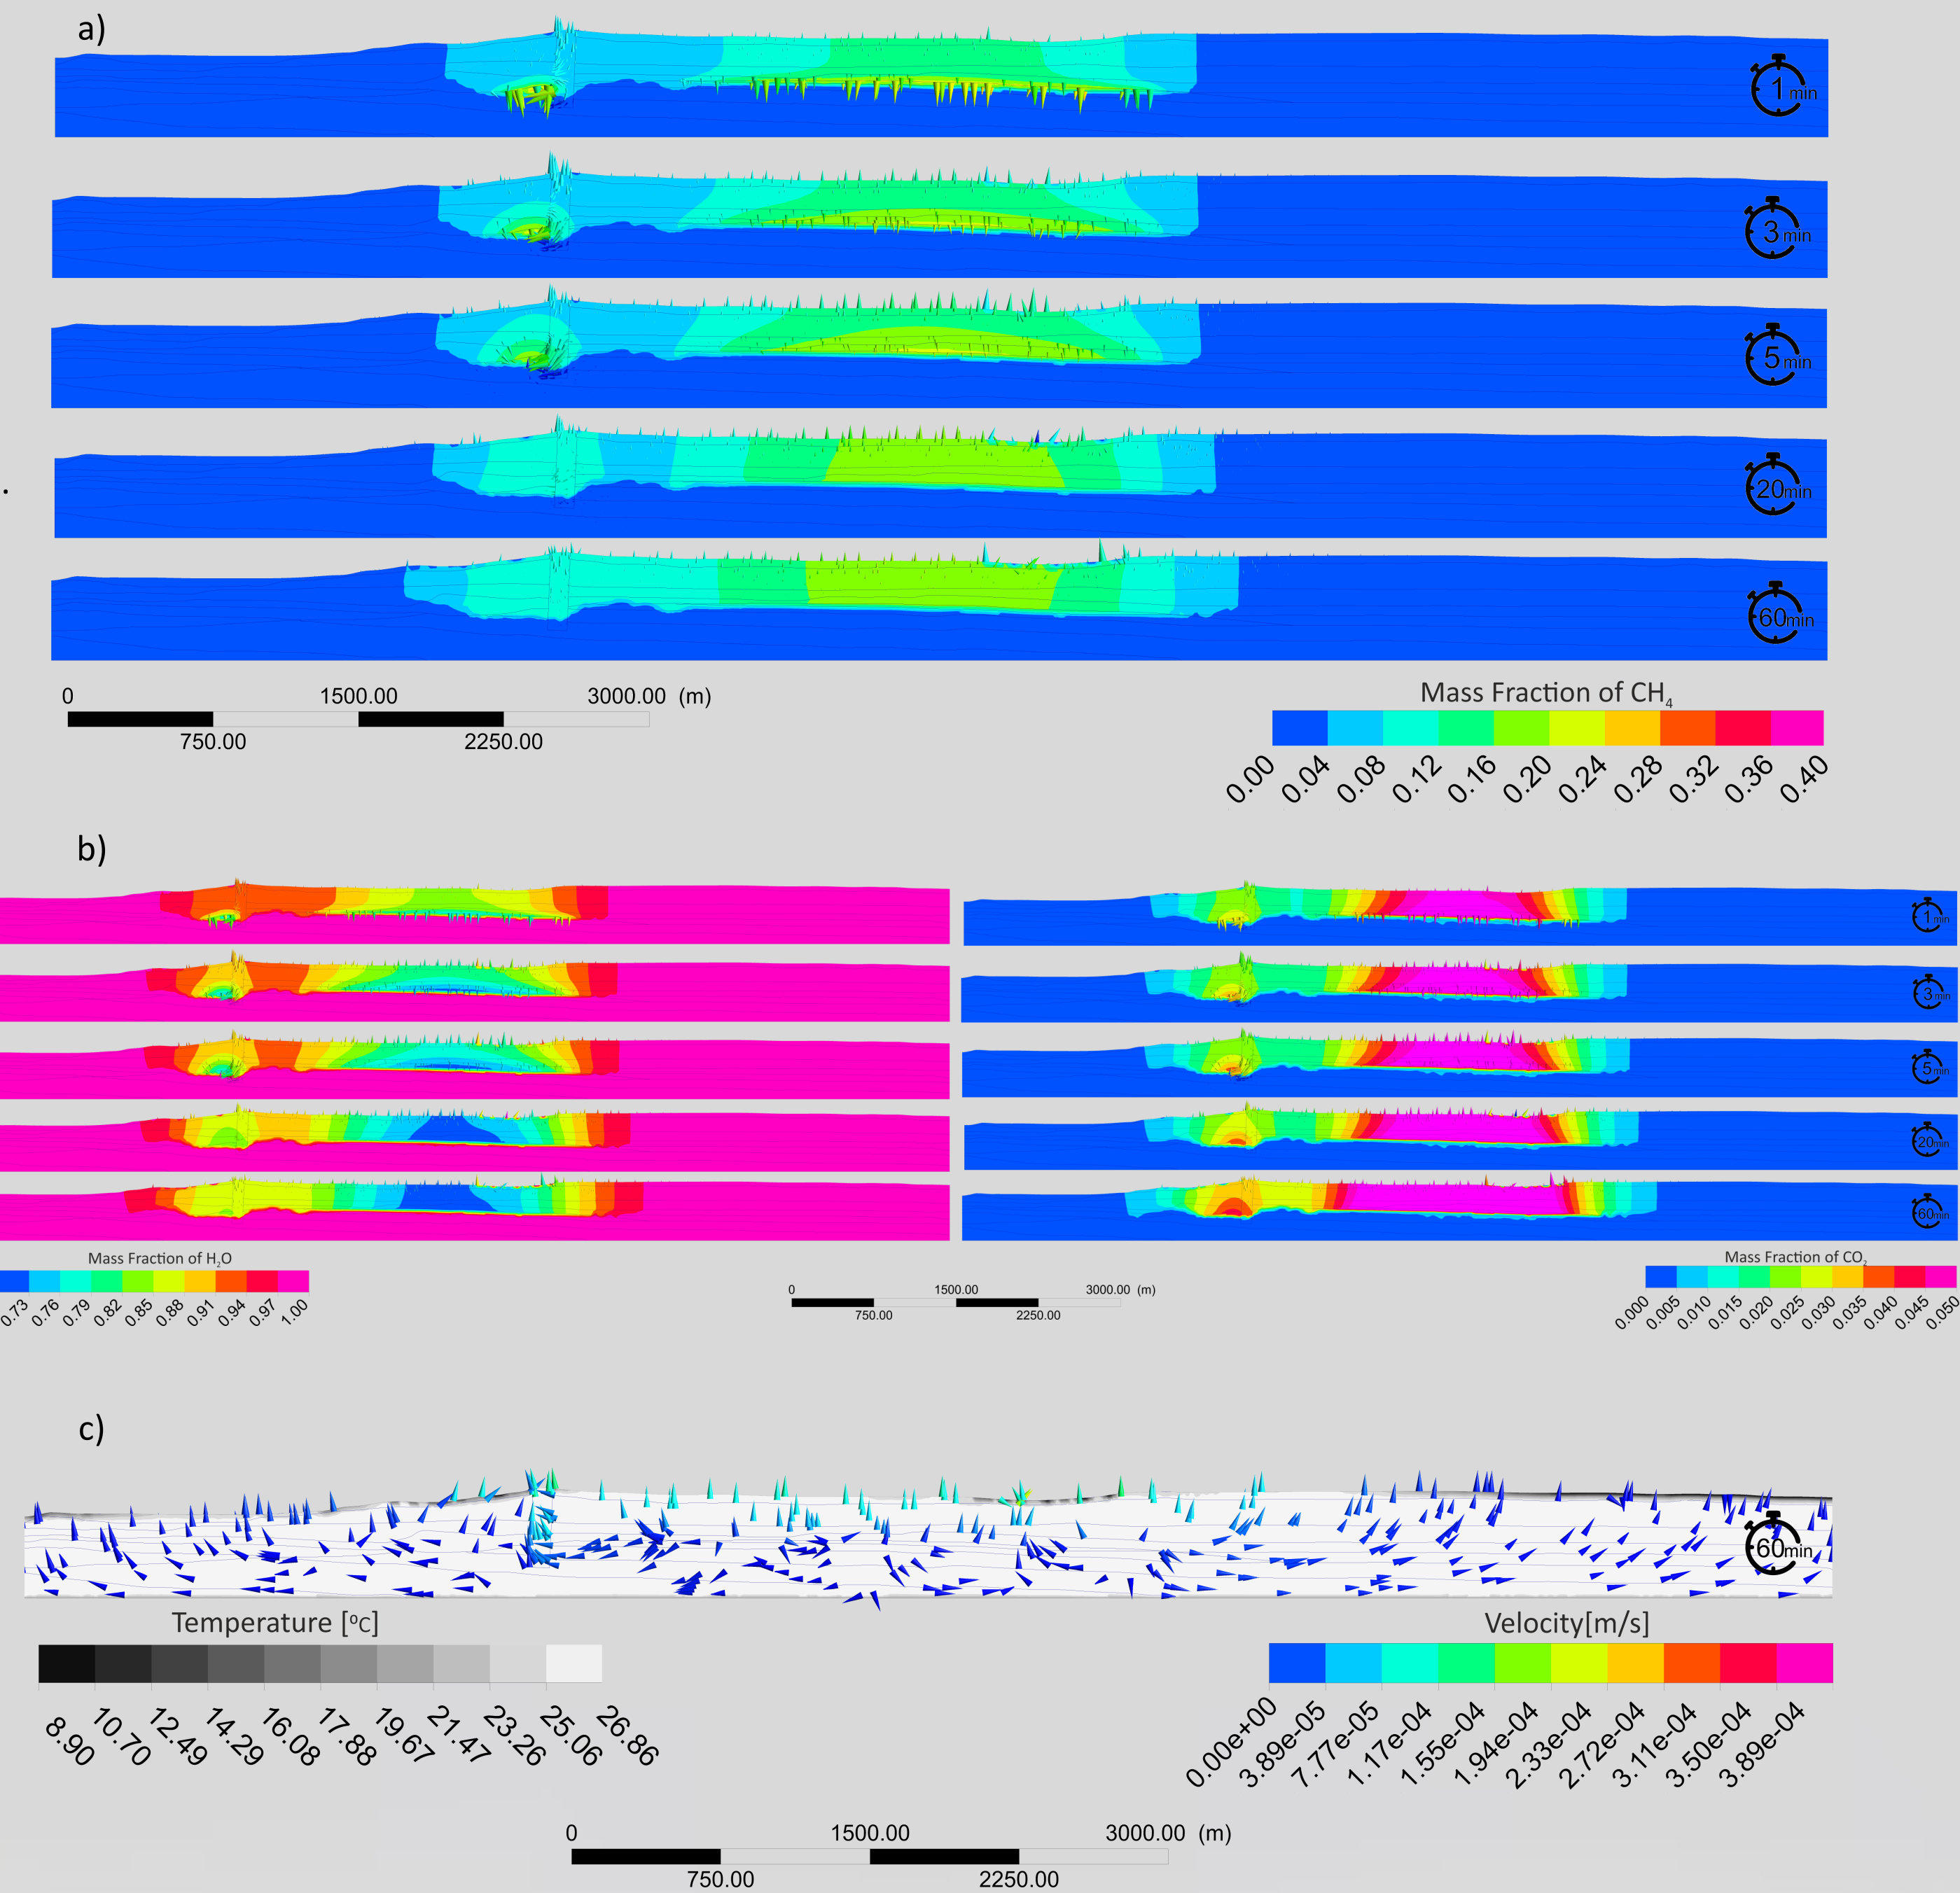 a)
1 min
3 min
5 min
20min
.
60min
0 1500.00 3000.00 (m)
750.00 2250.00
Mass Fraction of CH4
0.00 0.04 0.08 0.12 0.16 0.20 0.24 0.28 0.32 0.36 0.40
b)
1 min
3 min
5 min
20min
60min
Mass Fraction of H2O
0.73 0.76 0.79 0.82 0.85 0.88 0.91 0.94 0.97 1.00
0 1500.00 3000.00 (m)
750.00 2250.00
Mass Fraction of CO2
0.000 0.005 0.010 0.015 0.020 0.025 0.030 0.035 0.040 0.045 0.050
c)
60min
Temperature [ºC]
8.90 10.70 12.49 14.29 16.08 17.88 19.67 21.47 23.26 25.06 26.86
Velocity[m/s]
0.00e+00 3.89e-05 7.77e-05 1.17e-04 1.55e-04 1.94e-04 2.33e-04 2.72e-04 3.11e-04 3.50e-04 3.89e-04
0 1500.00 3000.00 (m)
750.00 2250.00